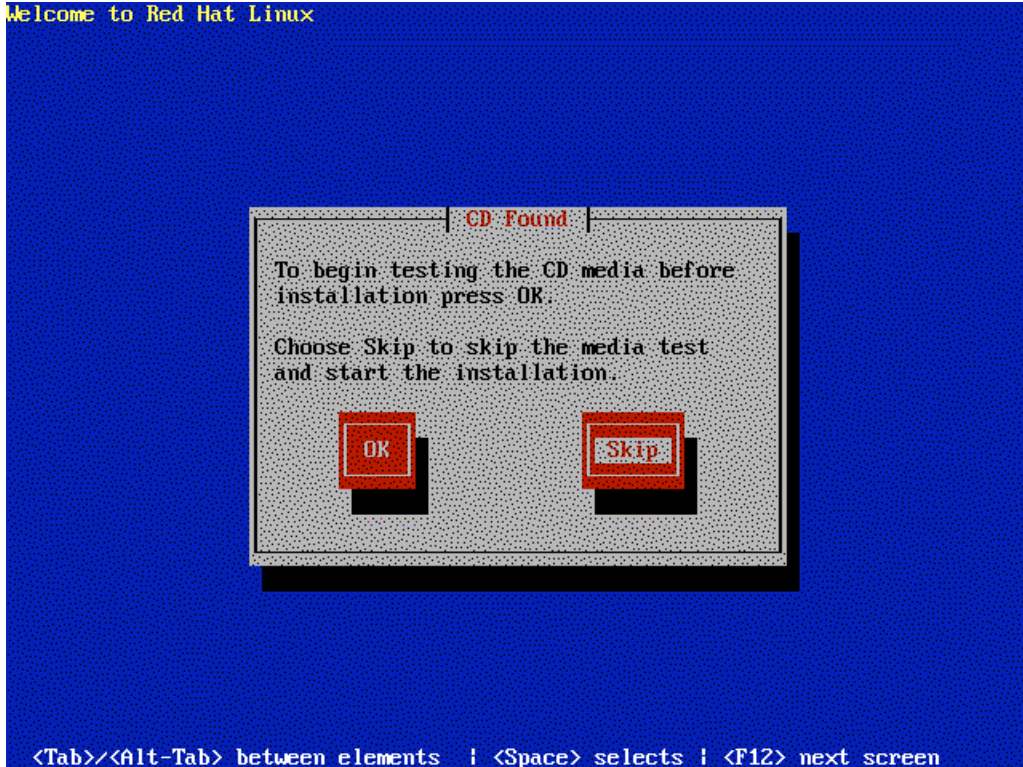 Welcome to Red Hat Linux
CD Found
To begin testing the CD media before
installation press OK.
Choose Skip to skip the media test
and start the installation.
OK Skip
<Tab>/<Alt-Tab> between elements | <Space> selects | <F12> next screen